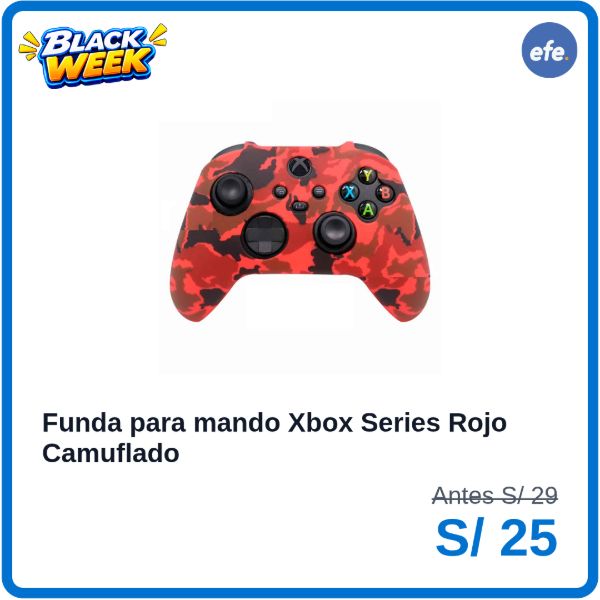 BLACK
WEEK
efe.
Y
X B
A
Funda para mando Xbox Series Rojo
Camuflado
Antes S/ 29
S/ 25